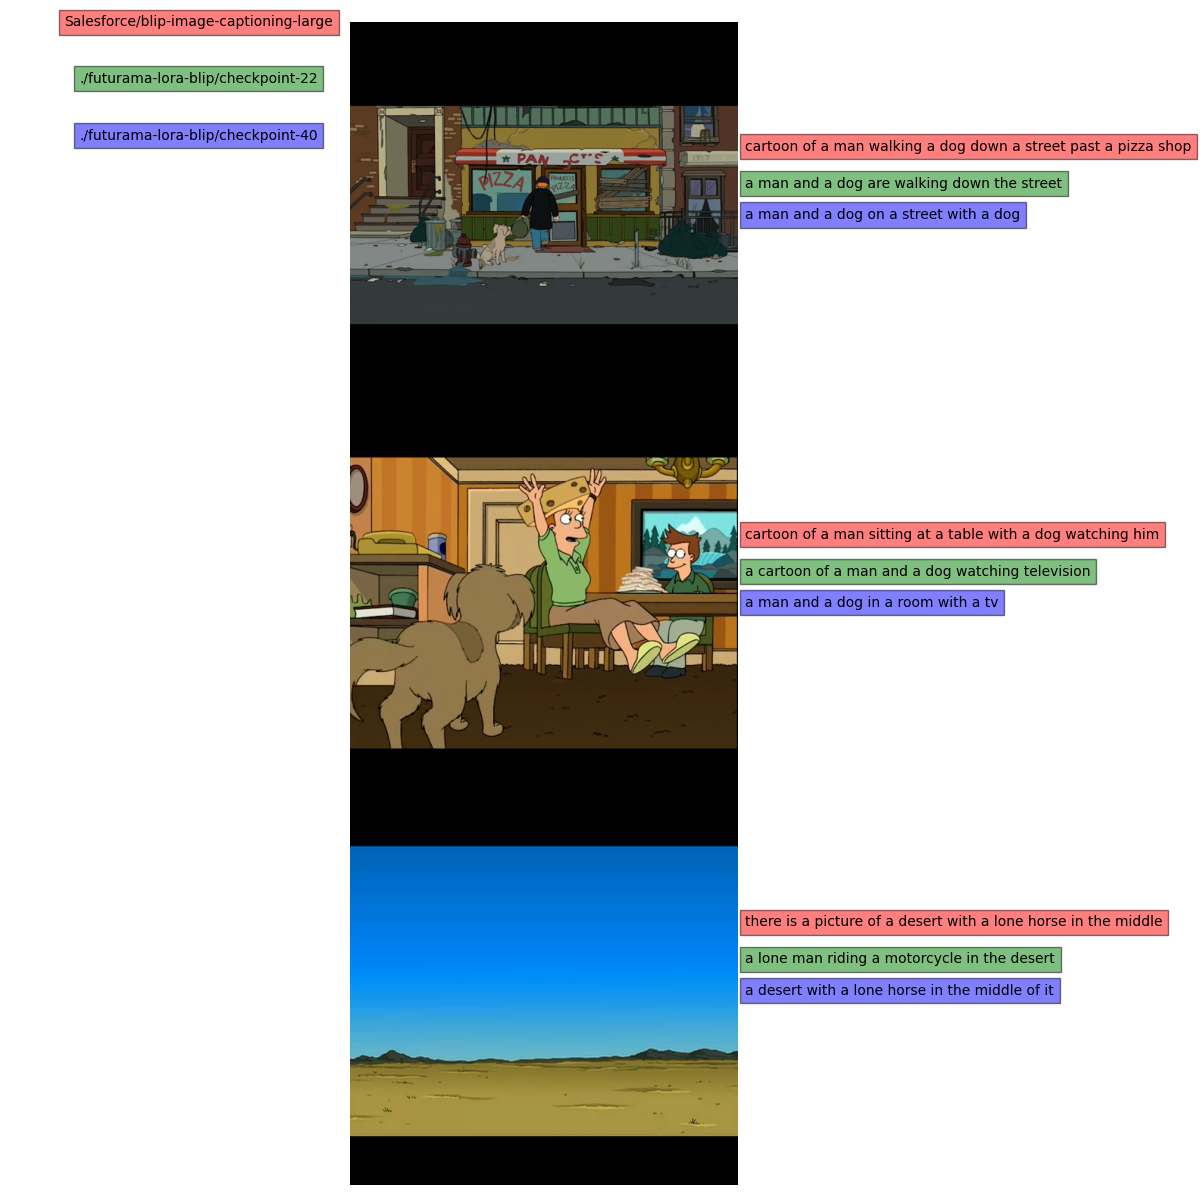 Salesforce/blip-image-captioning-large
./futurama-lora-blip/checkpoint-22
./futurama-lora-blip/checkpoint-40
PIZZA
PANUCCI'S
PIZZA
1917
cartoon of a man walking a dog down a street past a pizza shop
a man and a dog are walking down the street
a man and a dog on a street with a dog
cartoon of a man sitting at a table with a dog watching him
a cartoon of a man and a dog watching television
a man and a dog in a room with a tv
there is a picture of a desert with a lone horse in the middle
a lone man riding a motorcycle in the desert
a desert with a lone horse in the middle of it